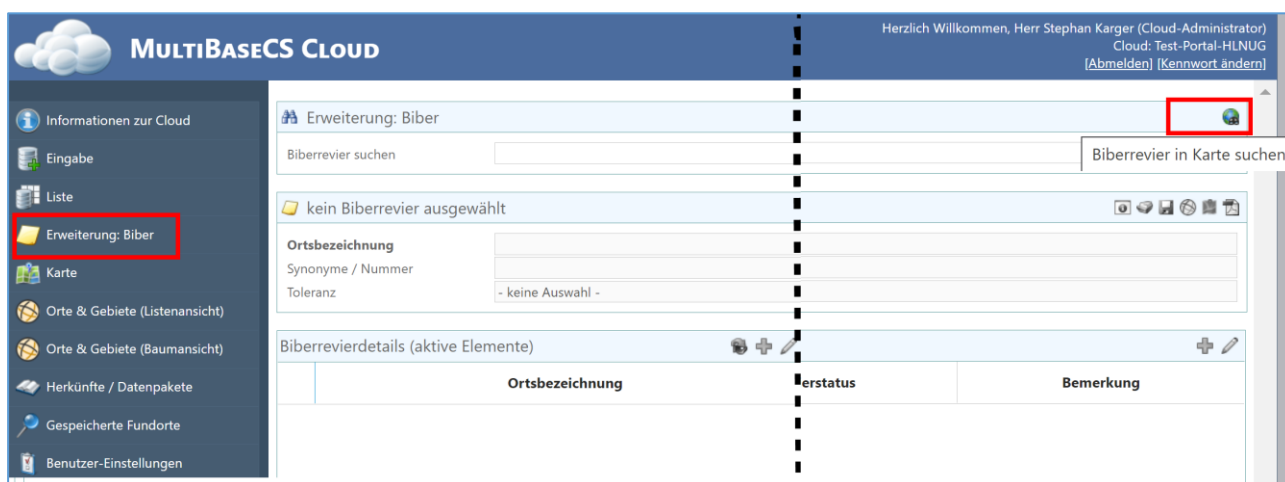 MULTIBASECS CLOUD
Herzlich Willkommen, Herr Stephan Karger (Cloud-Administrator)
Cloud: Test-Portal-HLNUG
[Abmelden] [Kennwort ändern]
Informationen zur Cloud
Eingabe
Liste
Erweiterung: Biber
Karte
Orte & Gebiete (Listenansicht)
Orte & Gebiete (Baumansicht)
Herkünfte / Datenpakete
Gespeicherte Fundorte
Benutzer-Einstellungen
Erweiterung: Biber
Biberrevier suchen
Biberrevier in Karte suchen
kein Biberrevier ausgewählt
Ortsbezeichnung
Synonyme / Nummer
Toleranz - keine Auswahl -
Biberrevierdetails (aktive Elemente)
Ortsbezeichnung erstatus Bemerkung